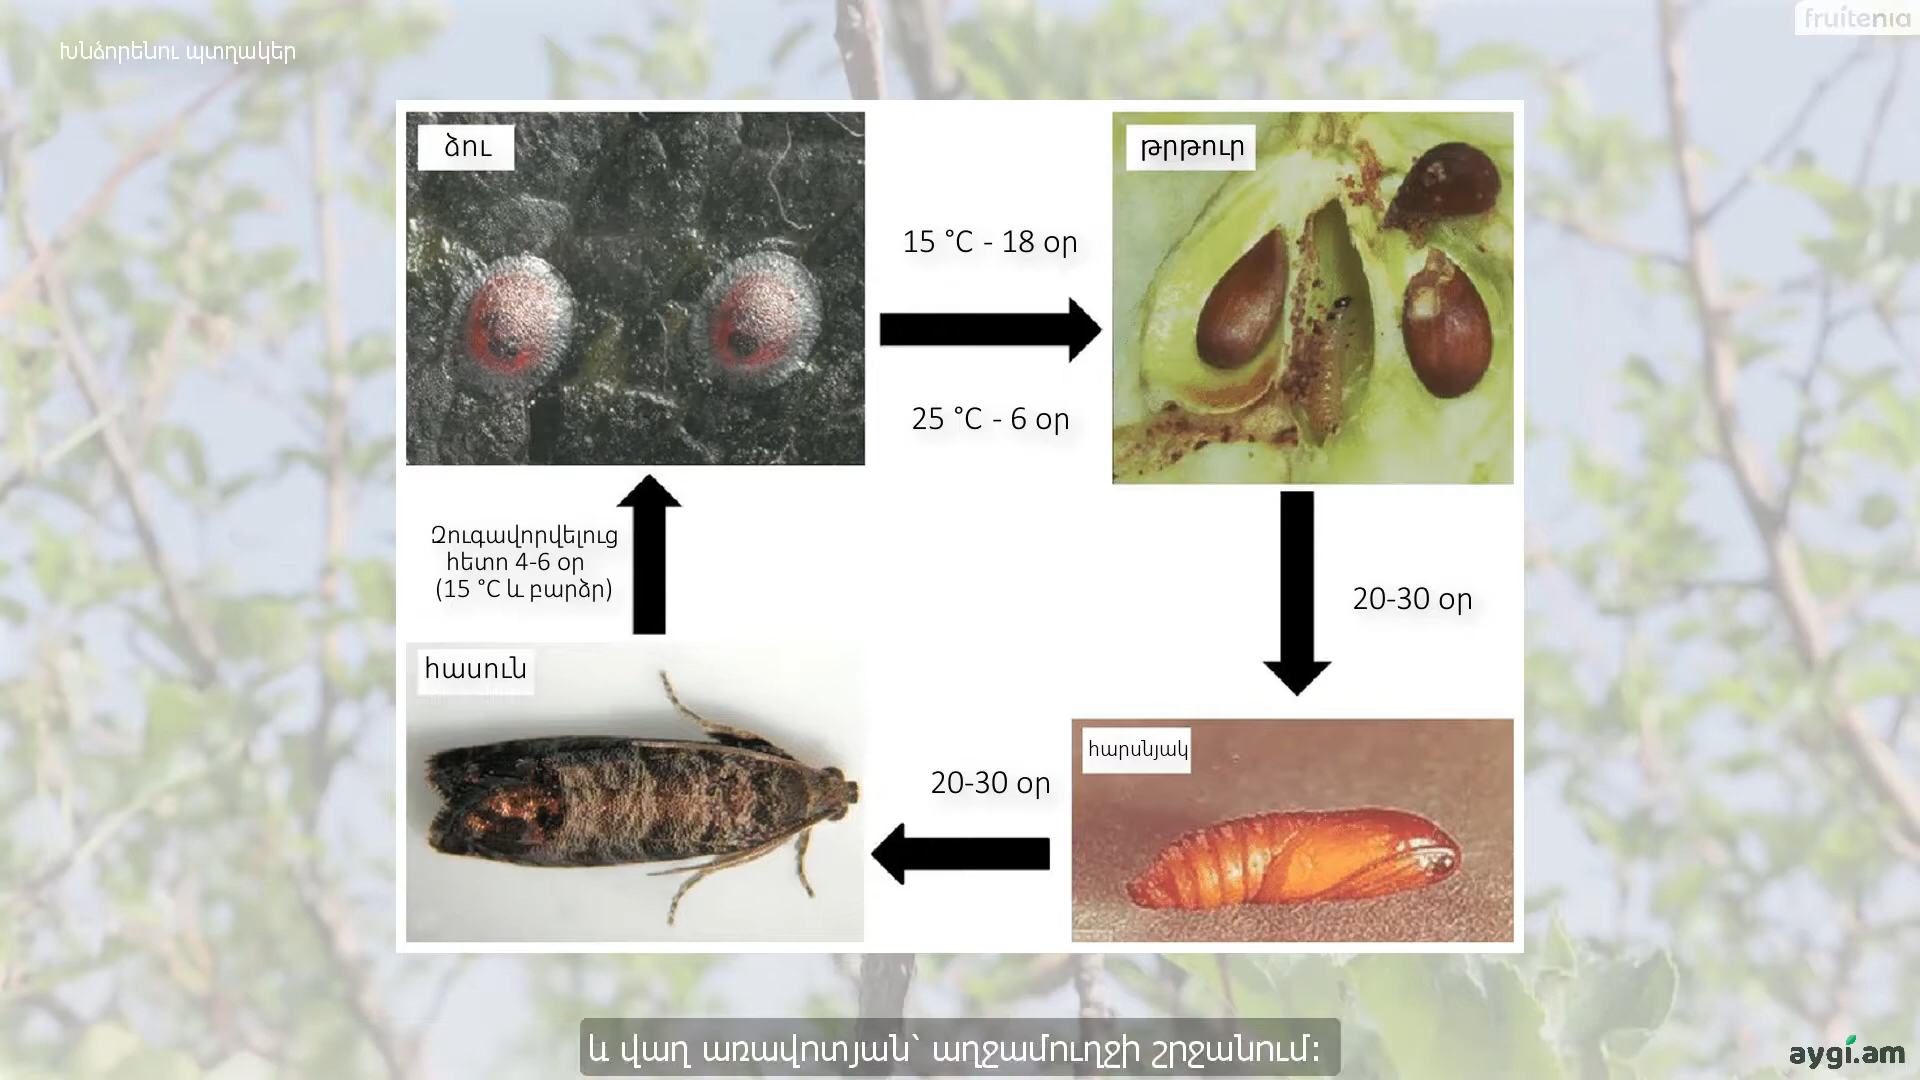 Խնձորենու պտղակեր
fruitenia
ձու
թրթուր
15 °C - 18 օր
25 °C - 6 օր
Զուգավորվելուց
հետո 4-6 օր
(15 °C և բարձր)
20-30 օր
հասուն
հարսնյակ
20-30 օր
և վաղ առավոտյան՝ աղջամուղջի շրջանում:
aygi.am